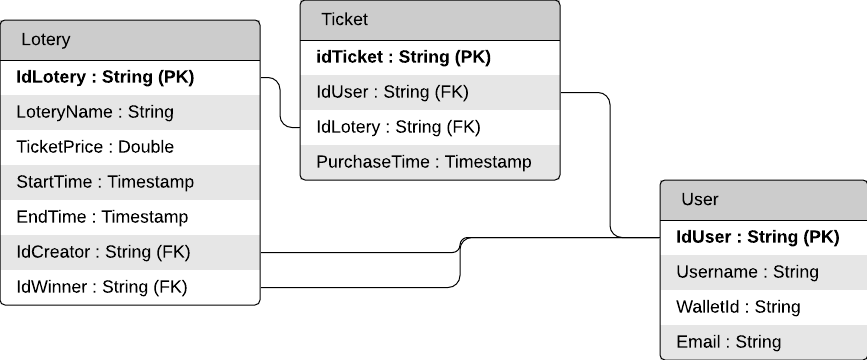 Lotery
IdLotery : String (PK)
LoteryName : String
TicketPrice : Double
StartTime : Timestamp
EndTime : Timestamp
IdCreator : String (FK)
IdWinner : String (FK)
Ticket
idTicket : String (PK)
IdUser : String (FK)
IdLotery : String (FK)
PurchaseTime : Timestamp
User
IdUser : String (PK)
Username : String
WalletId : String
Email : String